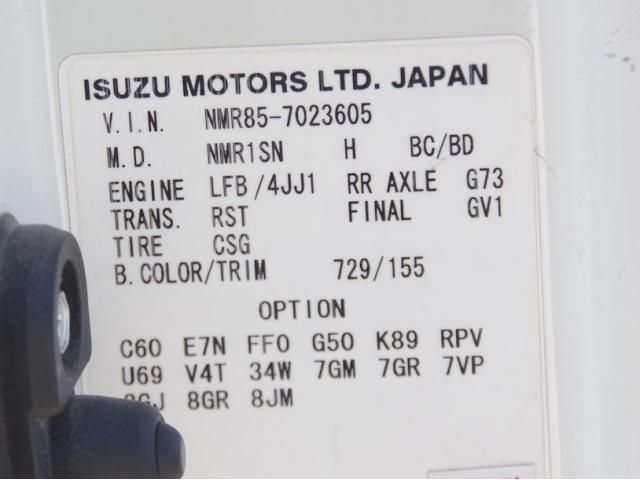 ISUZU MOTORS LTD. JAPAN
V.I.N. NMR85-7023605
M.D. NMR1SN H BC/BD
ENGINE LFB/4JJ1 RR AXLE G73
TRANS. RST FINAL GV1
TIRE CSG
B.COLOR/TRIM 729/155
OPTION
C60 E7N FF0 G50 K89 RPV
U69 V4T 34W 7GM 7GR 7VP
8GR 8JM